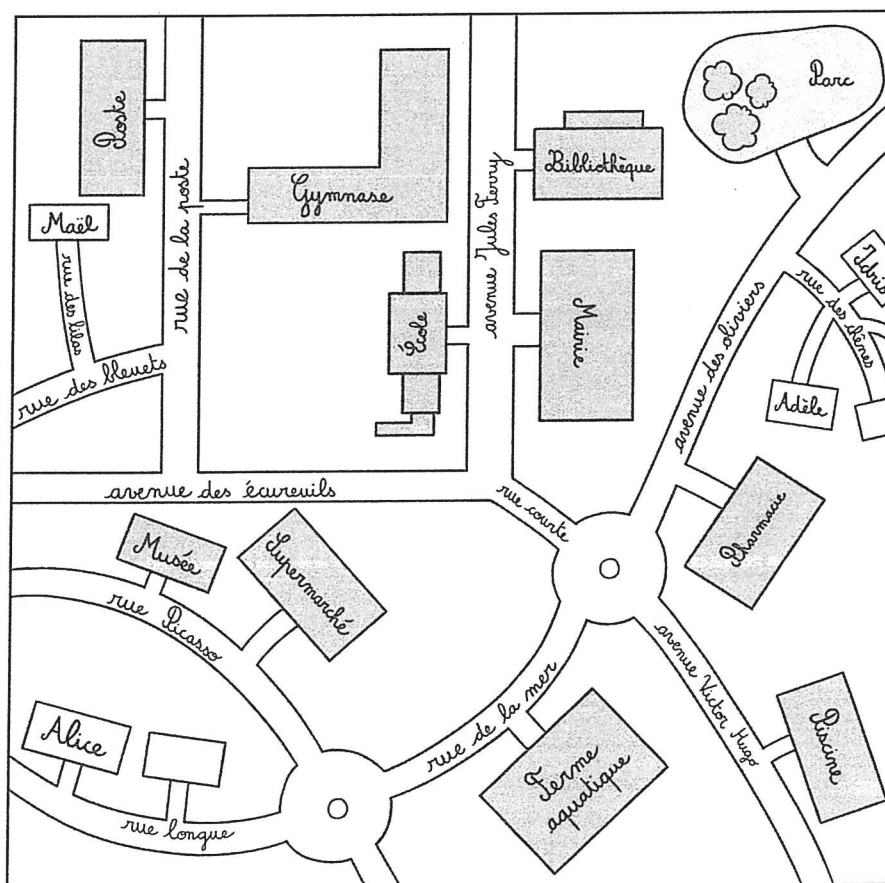 Poste
rue de la poste
Gymnase
avenue Jules Ferry
Bibliothèque
Parc
Maël
rue des lilas
rue des bleuets
École
Mairie
avenue des oliviers
rue des chênes
Idris
Adèle
avenue des écureuils
rue courte
Pharmacie
Musée
Supermarché
rue Picasso
rue de la mer
avenue Victor Hugo
Piscine
Alice
rue longue
Ferme
aquatique